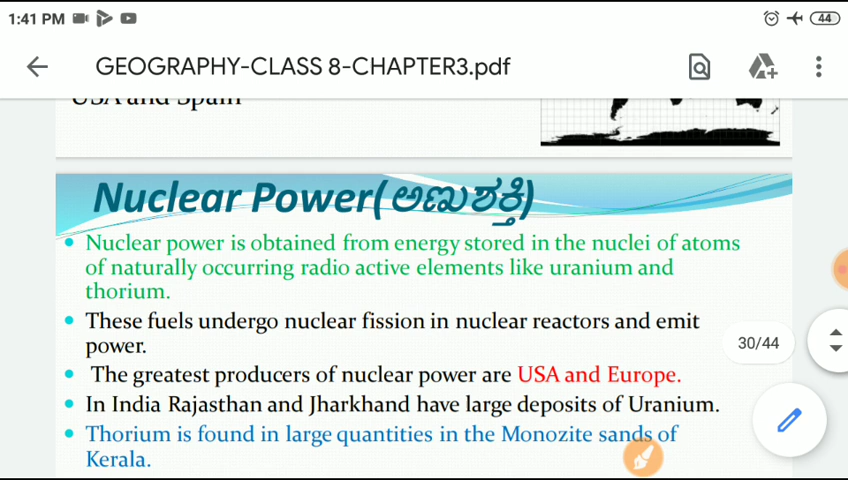 1:41 PM
44
GEOGRAPHY-CLASS 8-CHAPTER3.pdf
USA and Spain
Nuclear Power(ಅಣುಶಕ್ತಿ)
Nuclear power is obtained from energy stored in the nuclei of atoms
of naturally occurring radio active elements like uranium and
thorium.
These fuels undergo nuclear fission in nuclear reactors and emit
power.
30/44
The greatest producers of nuclear power are USA and Europe.
In India Rajasthan and Jharkhand have large deposits of Uranium.
Thorium is found in large quantities in the Monozite sands of
Kerala.